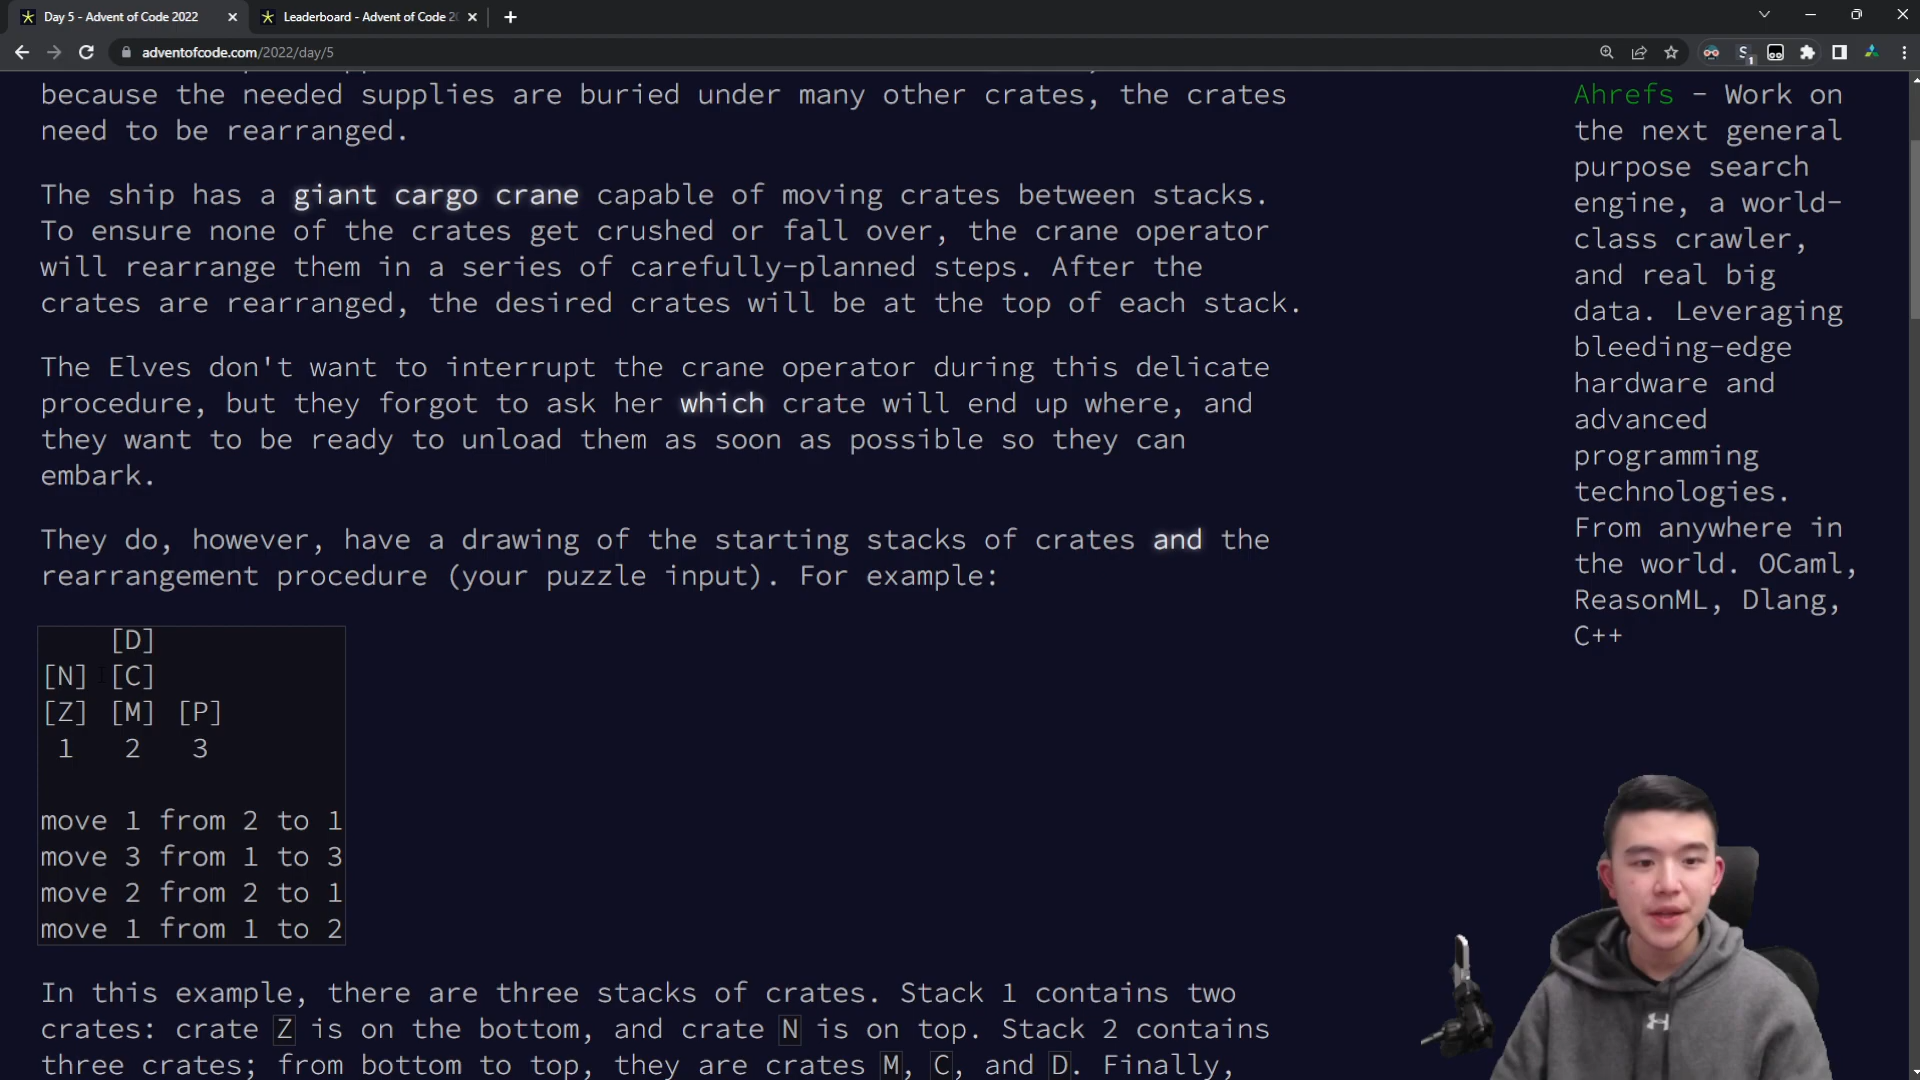 Day 5 - Advent of Code 2022
Leaderboard - Advent of Code 20
adventofcode.com/2022/day/5
because the needed supplies are buried under many other crates, the crates
need to be rearranged.
The ship has a giant cargo crane capable of moving crates between stacks.
To ensure none of the crates get crushed or fall over, the crane operator
will rearrange them in a series of carefully-planned steps. After the
crates are rearranged, the desired crates will be at the top of each stack.
The Elves don't want to interrupt the crane operator during this delicate
procedure, but they forgot to ask her which crate will end up where, and
they want to be ready to unload them as soon as possible so they can
embark.
They do, however, have a drawing of the starting stacks of crates and the
rearrangement procedure (your puzzle input). For example:
[D]
[N] [C]
[Z] [M] [P]
1 2 3
move 1 from 2 to 1
move 3 from 1 to 3
move 2 from 2 to 1
move 1 from 1 to 2
In this example, there are three stacks of crates. Stack 1 contains two
crates: crate Z is on the bottom, and crate N is on top. Stack 2 contains
three crates; from bottom to top, they are crates M, C, and D. Finally,
Ahrefs - Work on
the next general
purpose search
engine, a world-
class crawler,
and real big
data. Leveraging
bleeding-edge
hardware and
advanced
programming
technologies.
From anywhere in
the world. OCaml,
ReasonML, Dlang,
C++